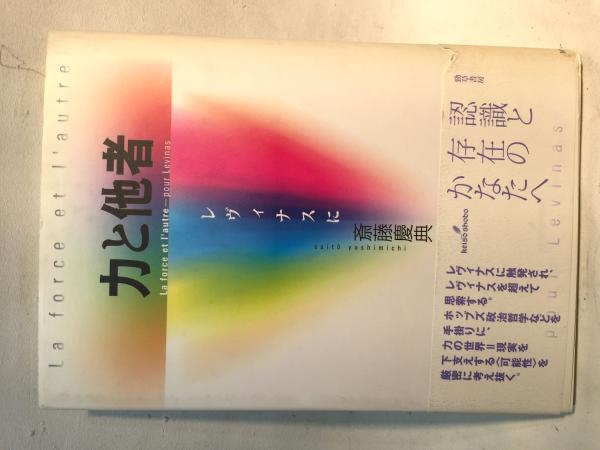 La force et l'autre
力と他者
La force et l'autre—pour Levinas
レヴィナスに
斎藤慶典
saitō yoshimichi
勁草書房
認識と
存在の
かなたへ
keisō shobō
pour Levinas
レヴィナスに触発され、
レヴィナスを超えて
思索する。
ホッブズ政治哲学などを
手掛りに、
力の世界＝現実を
下支えする〈可能性〉を
厳密に考え抜く。